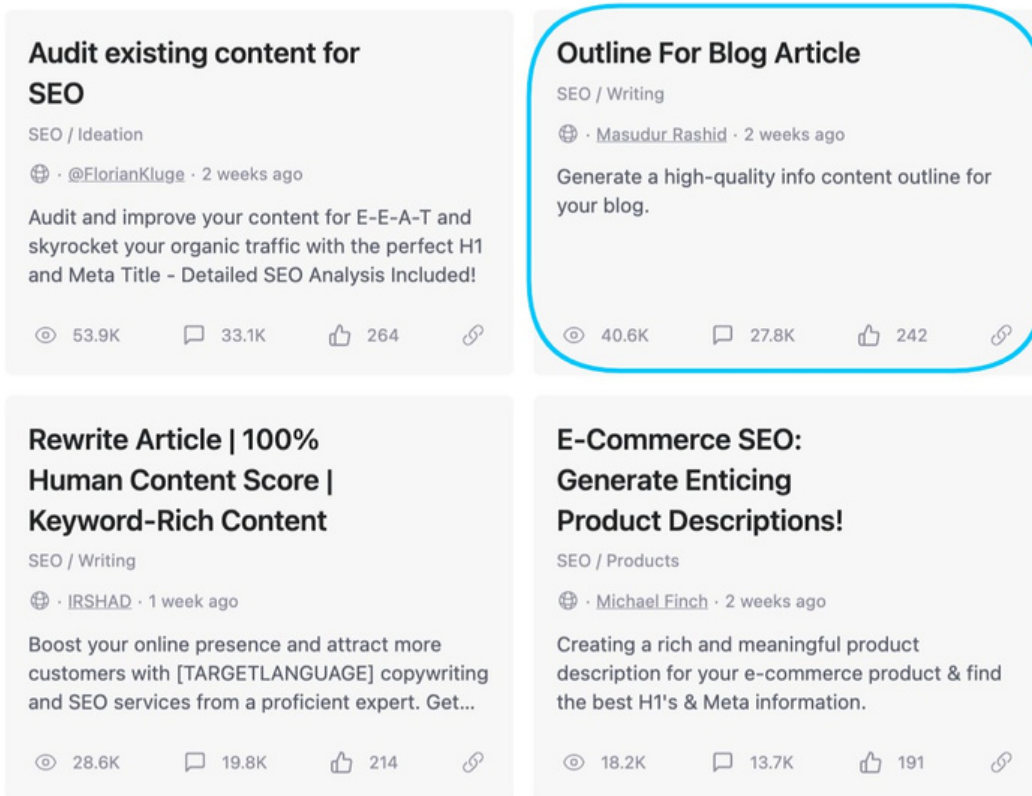 Audit existing content for
SEO
SEO / Ideation
· @FlorianKluge · 2 weeks ago
Audit and improve your content for E-E-A-T and
skyrocket your organic traffic with the perfect H1
and Meta Title - Detailed SEO Analysis Included!
53.9K 33.1K 264
Outline For Blog Article
SEO / Writing
· Masudur Rashid · 2 weeks ago
Generate a high-quality info content outline for
your blog.
40.6K 27.8K 242
Rewrite Article | 100%
Human Content Score |
Keyword-Rich Content
SEO / Writing
· IRSHAD · 1 week ago
Boost your online presence and attract more
customers with [TARGETLANGUAGE] copywriting
and SEO services from a proficient expert. Get...
28.6K 19.8K 214
E-Commerce SEO:
Generate Enticing
Product Descriptions!
SEO / Products
· Michael Finch · 2 weeks ago
Creating a rich and meaningful product
description for your e-commerce product & find
the best H1's & Meta information.
18.2K 13.7K 191